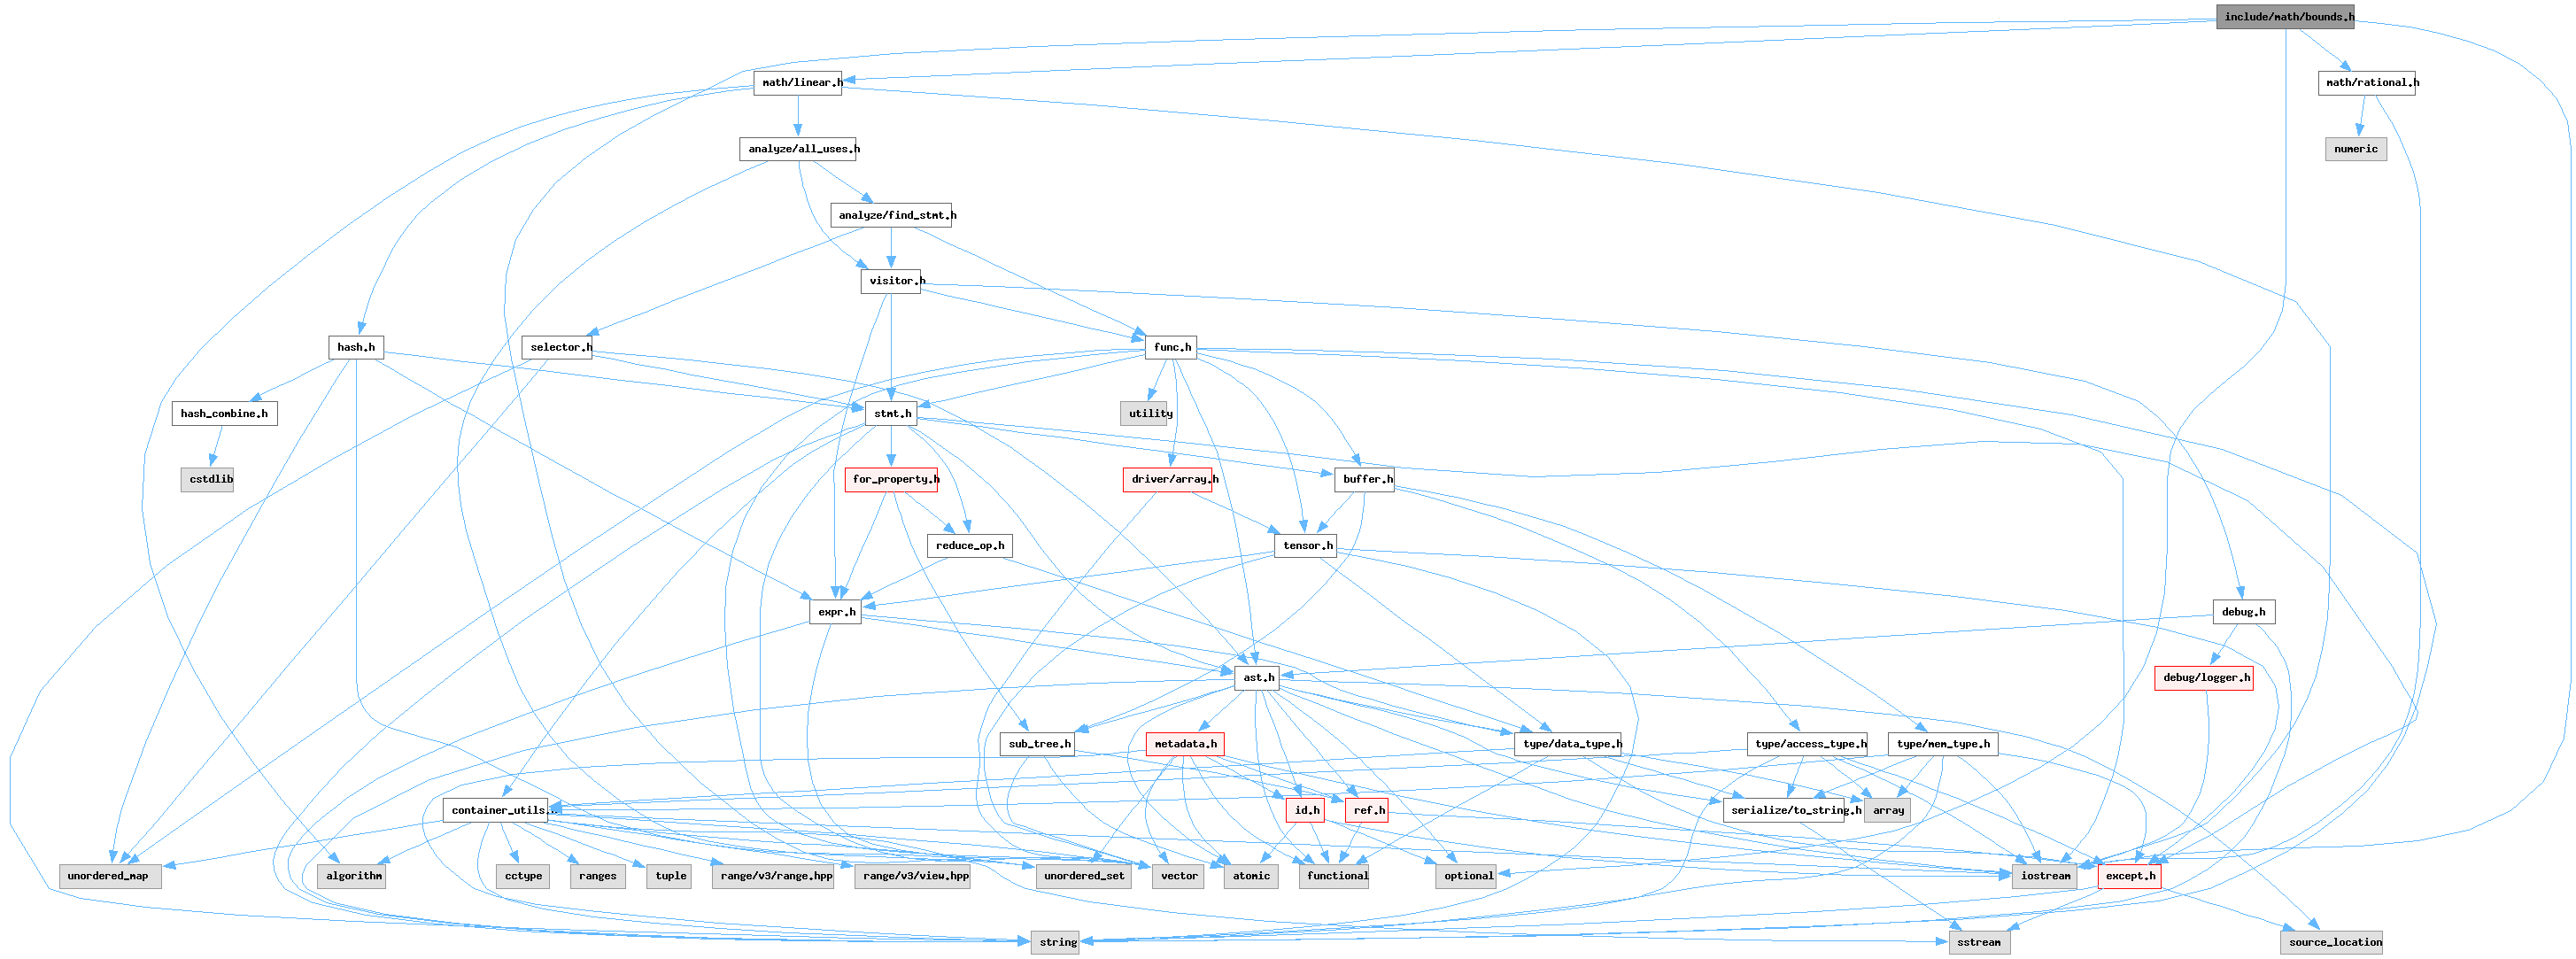 include/math/bounds.h
math/linear.h
math/rational.h
analyze/all_uses.h
numeric
analyze/find_stmt.h
visitor.h
hash.h
selector.h
func.h
hash_combine.h
stmt.h
utility
cstdlib
for_property.h
driver/array.h
buffer.h
reduce_op.h
tensor.h
expr.h
debug.h
ast.h
debug/logger.h
sub_tree.h
metadata.h
type/data_type.h
type/access_type.h
type/mem_type.h
container_utils.h
id.h
ref.h
serialize/to_string.h
array
unordered_map
algorithm
cctype
ranges
tuple
range/v3/range.hpp
range/v3/view.hpp
unordered_set
vector
atomic
functional
optional
iostream
except.h
string
sstream
source_location